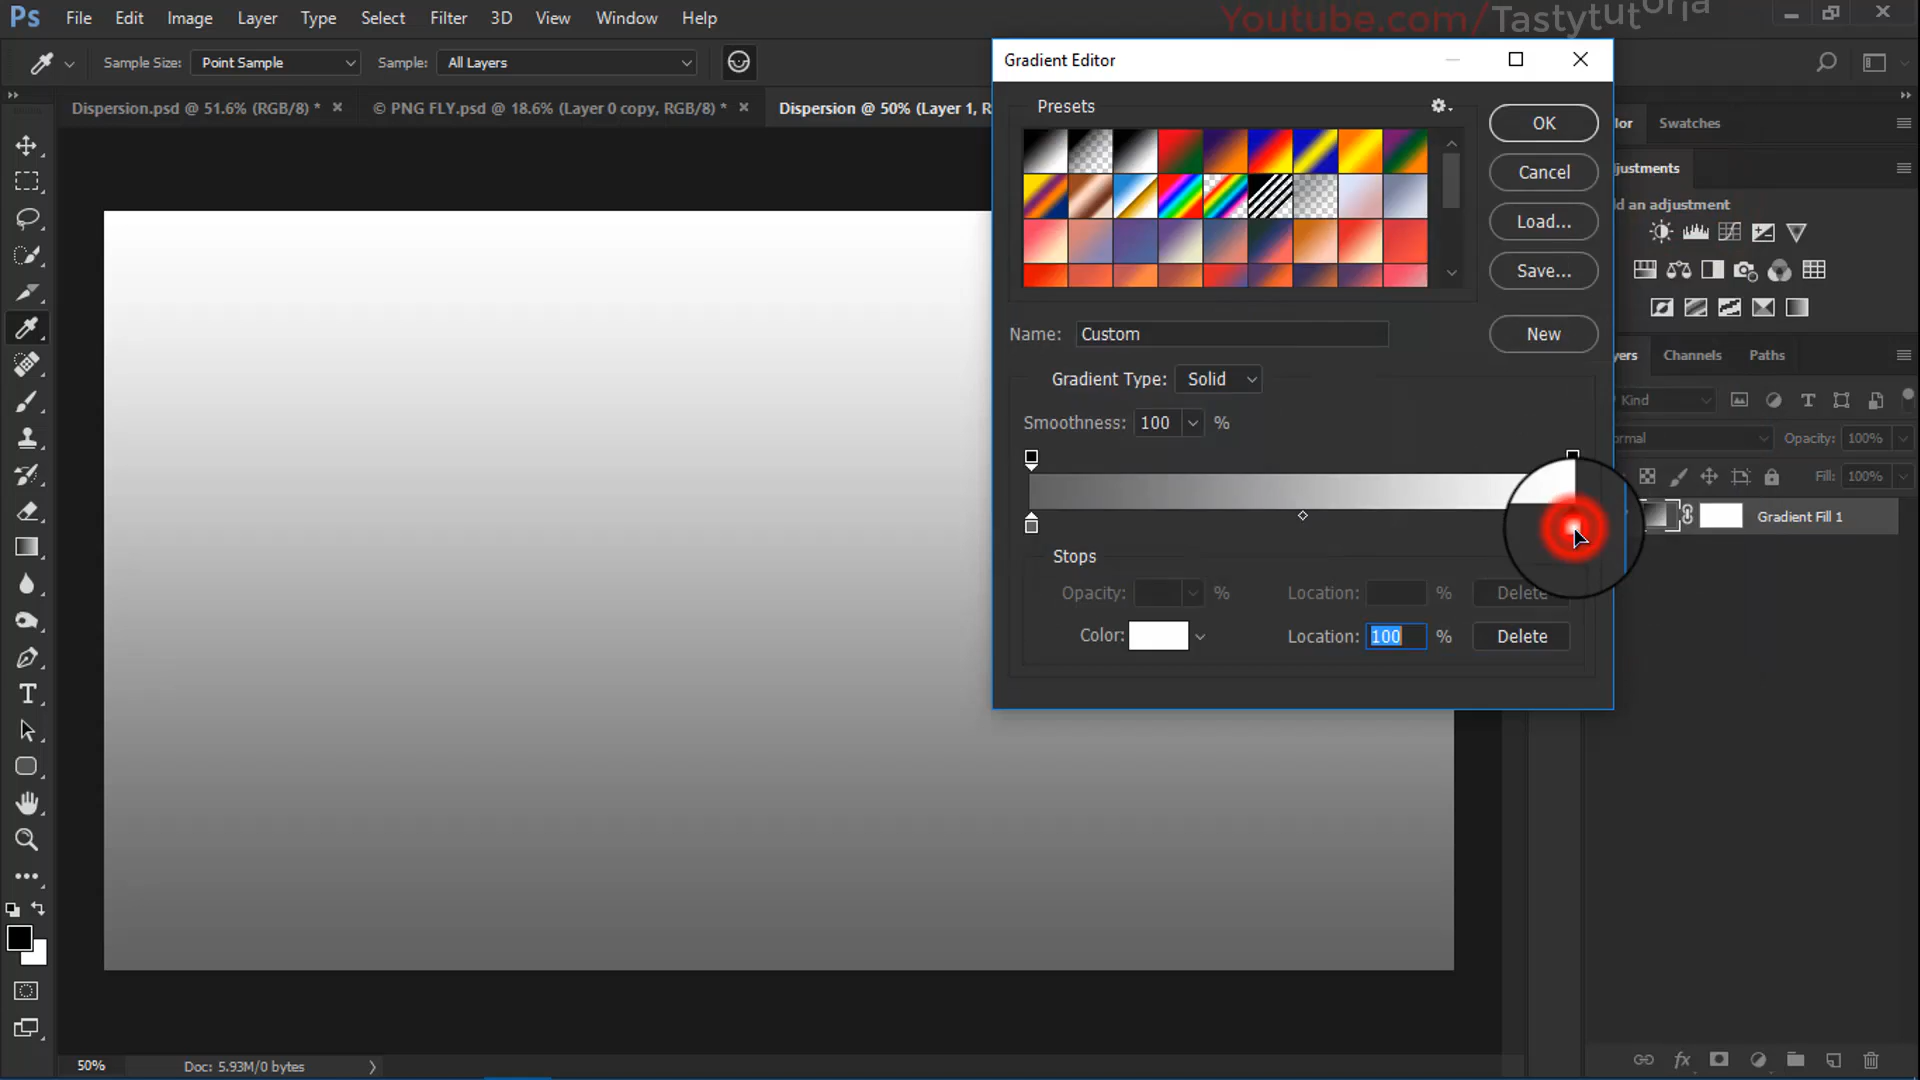 Youtube.com/Tastytutorja
Ps File Edit Image Layer Type Select Filter 3D View Window Help
Sample Size: Point Sample Sample: All Layers
Dispersion.psd @ 51.6% (RGB/8) * × © PNG FLY.psd @ 18.6% (Layer 0 copy, RGB/8) * × Dispersion @ 50% (Layer 1, R
Gradient Editor
Presets
OK
Cancel
Load...
Save...
Name: Custom
New
Gradient Type: Solid
Smoothness: 100 %
Stops
Opacity: % Location: % Delete
Color: Location: 100 % Delete
lor Swatches
justments
d an adjustment
yers Channels Paths
Kind
rmal Opacity: 100%
Fill: 100%
Gradient Fill 1
fx
50% Doc: 5.93M/0 bytes